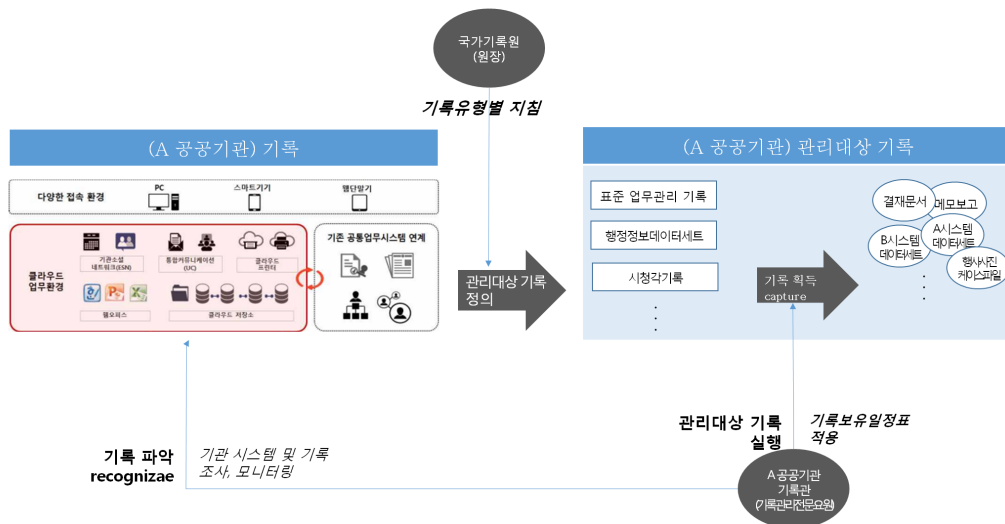 국가기록원
(원장)
기록유형별 지침
(A 공공기관) 기록
다양한 접속 환경
PC
스마트기기
웹단말기
클라우드
업무환경
기관소셜
네트워크(ESN)
통합커뮤니케이션
(UC)
클라우드
프린터
웹오피스
클라우드 저장소
기존 공통업무시스템 연계
관리대상 기록
정의
(A 공공기관) 관리대상 기록
표준 업무관리 기록
행정정보데이터세트
시청각기록
기록 획득
capture
결재문서
메모보고
A시스템
데이터세트
B시스템
데이터세트
행사사진
케이스파일
기록 파악
recognizae
기관 시스템 및 기록
조사, 모니터링
관리대상 기록
실행
기록보유일정표
적용
A 공공기관
기록관
(기록관리전문요원)